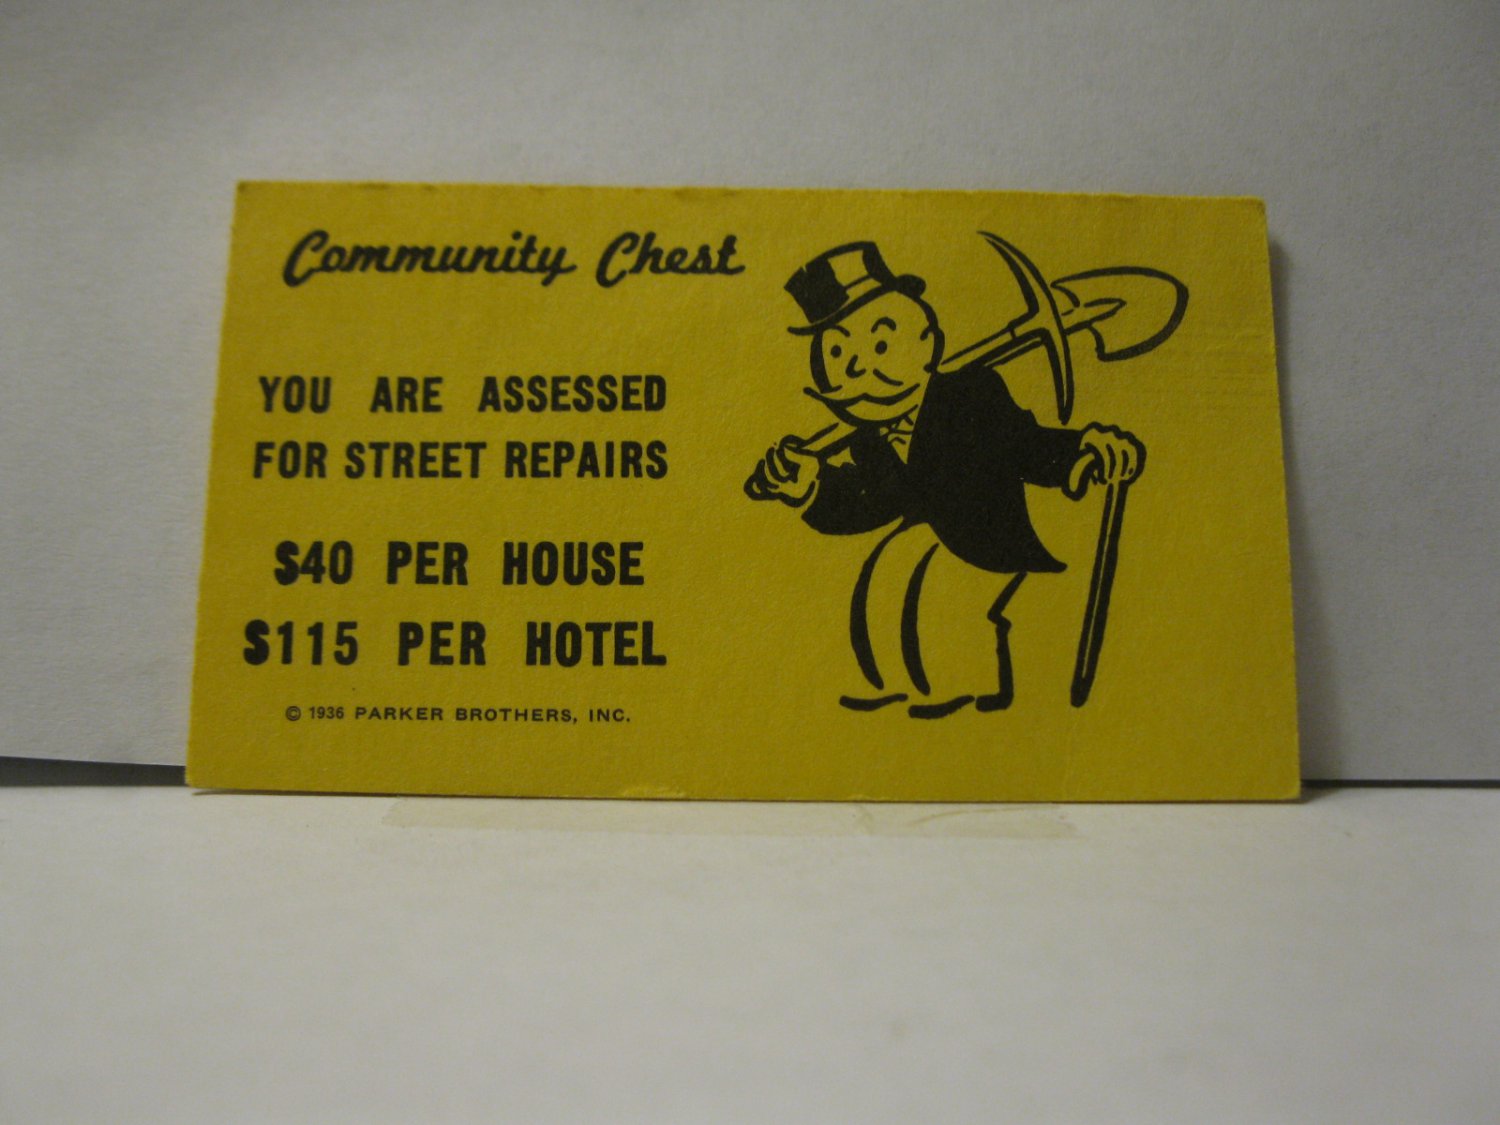 Community Chest
YOU ARE ASSESSED
FOR STREET REPAIRS
$40 PER HOUSE
$115 PER HOTEL
© 1936 PARKER BROTHERS, INC.